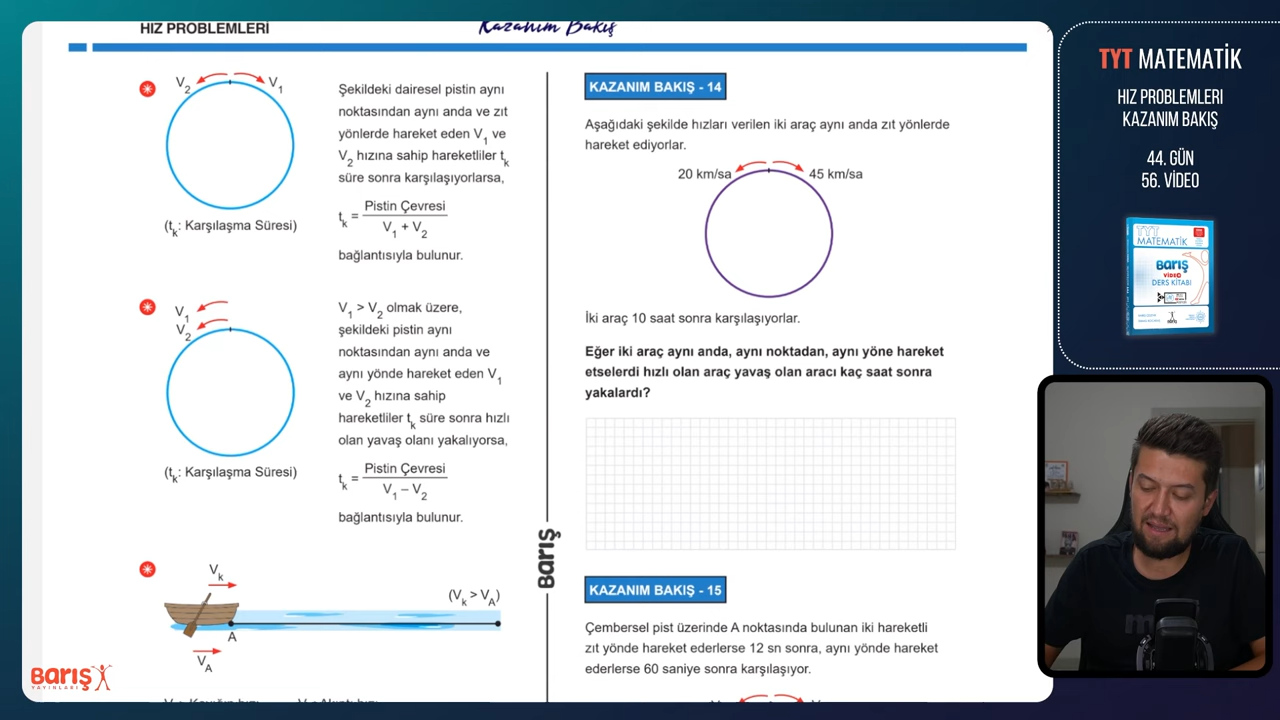 HIZ PROBLEMLERİ
Kazanım Bakış
V2
V1
Şekildeki dairesel pistin aynı
noktasından aynı anda ve zıt
yönlerde hareket eden V1 ve
V2 hızına sahip hareketliler tk
süre sonra karşılaşıyorlarsa,
tk = Pistin Çevresi
V1 + V2
(tk: Karşılaşma Süresi)
bağlantısıyla bulunur.
V1
V2
V1 > V2 olmak üzere,
şekildeki pistin aynı
noktasından aynı anda ve
aynı yönde hareket eden V1
ve V2 hızına sahip
hareketliler tk süre sonra hızlı
olan yavaş olanı yakalıyorsa,
tk = Pistin Çevresi
V1 – V2
(tk: Karşılaşma Süresi)
bağlantısıyla bulunur.
Vk
(Vk > VA)
A
VA
BARIŞ
YAYINLARI
BARIŞ
KAZANIM BAKIŞ - 14
Aşağıdaki şekilde hızları verilen iki araç aynı anda zıt yönlerde
hareket ediyorlar.
20 km/sa
45 km/sa
İki araç 10 saat sonra karşılaşıyorlar.
Eğer iki araç aynı anda, aynı noktadan, aynı yöne hareket
etselerdi hızlı olan araç yavaş olan aracı kaç saat sonra
yakalardı?
KAZANIM BAKIŞ - 15
Çembersel pist üzerinde A noktasında bulunan iki hareketli
zıt yönde hareket ederlerse 12 sn sonra, aynı yönde hareket
ederlerse 60 saniye sonra karşılaşıyor.
TYT MATEMATİK
HIZ PROBLEMLERI
KAZANIM BAKIŞ
44. GÜN
56. VİDEO
TYT
MATEMATİK
BARIŞ
VİDEO
DERS KİTABI